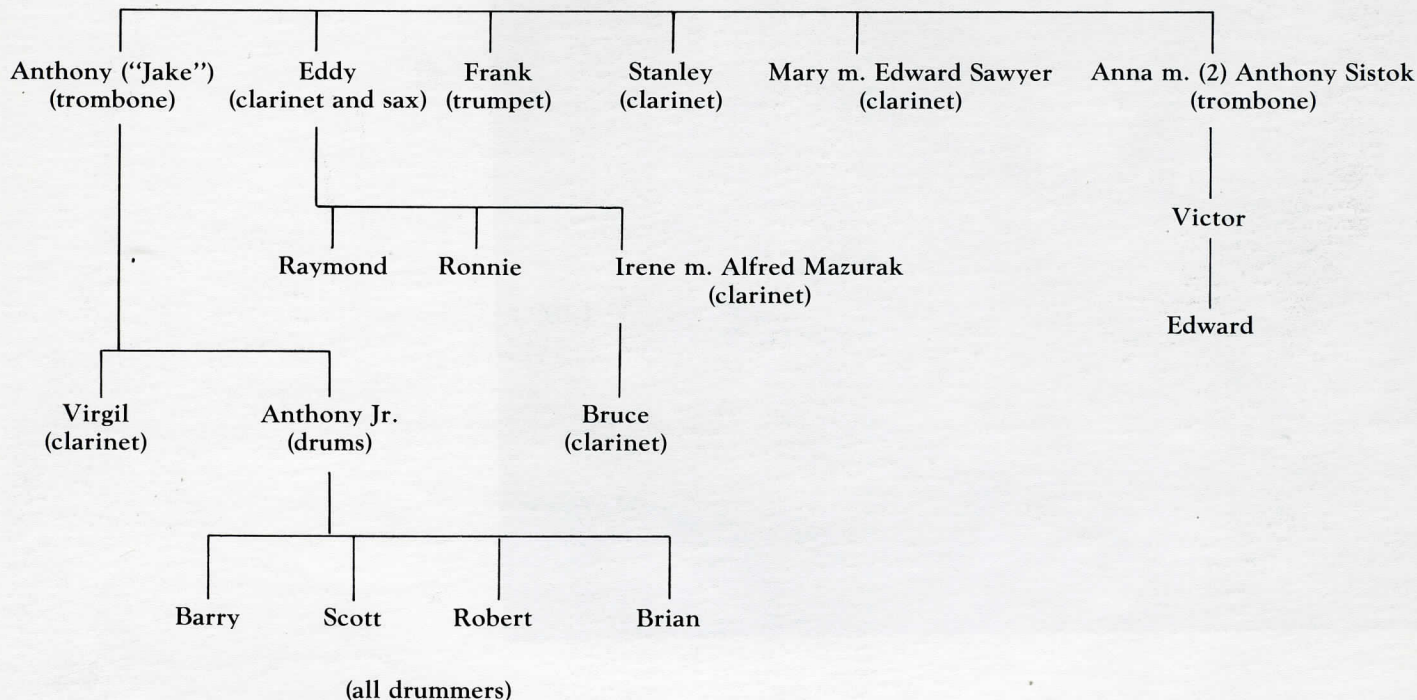 Anthony (“Jake”)
(trombone)
Eddy
(clarinet and sax)
Frank
(trumpet)
Stanley
(clarinet)
Mary m. Edward Sawyer
(clarinet)
Anna m. (2) Anthony Sistok
(trombone)
Raymond
Ronnie
Irene m. Alfred Mazurak
(clarinet)
Victor
Edward
Virgil
(clarinet)
Anthony Jr.
(drums)
Bruce
(clarinet)
Barry
Scott
Robert
Brian
(all drummers)